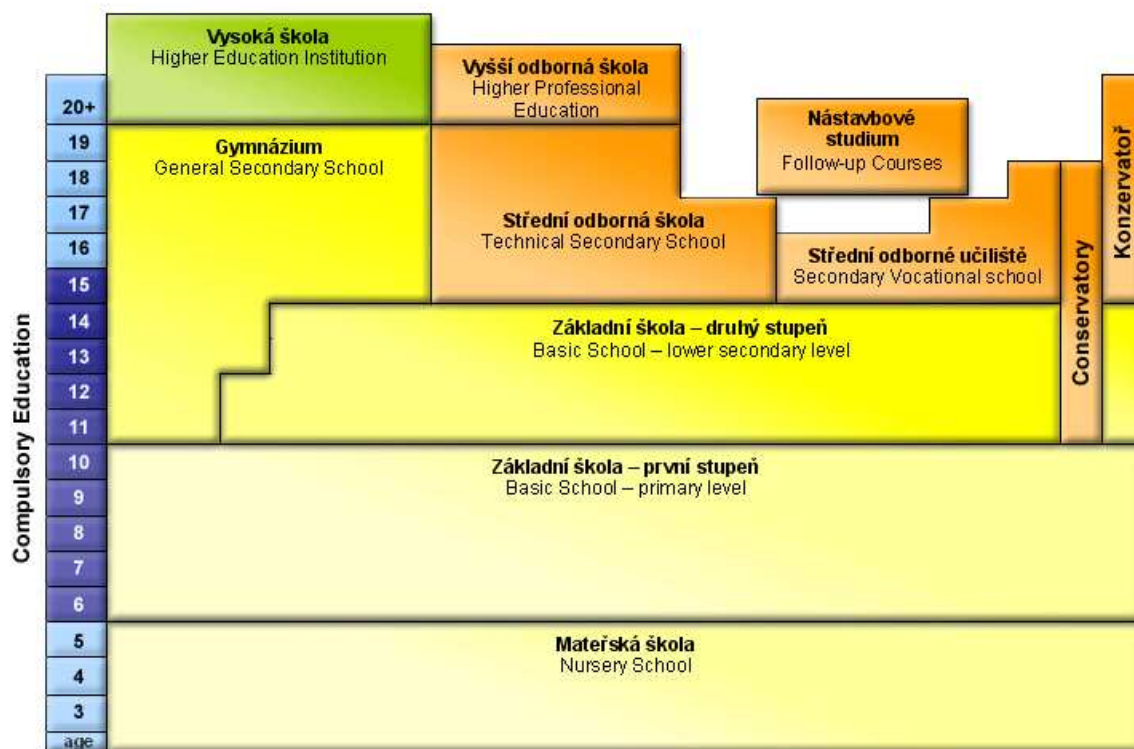 Vysoká škola
Higher Education Institution
Vyšší odborná škola
Higher Professional
Education
20+
19
18
17
16
15
14
13
12
11
10
9
8
7
6
5
4
3
age
Compulsory Education
Gymnázium
General Secondary School
Nástavbové
studium
Follow-up Courses
Střední odborná škola
Technical Secondary School
Střední odborné učiliště
Secondary Vocational school
Conservatory
Konzervatoř
Základní škola – druhý stupeň
Basic School – lower secondary level
Základní škola – první stupeň
Basic School – primary level
Mateřská škola
Nursery School